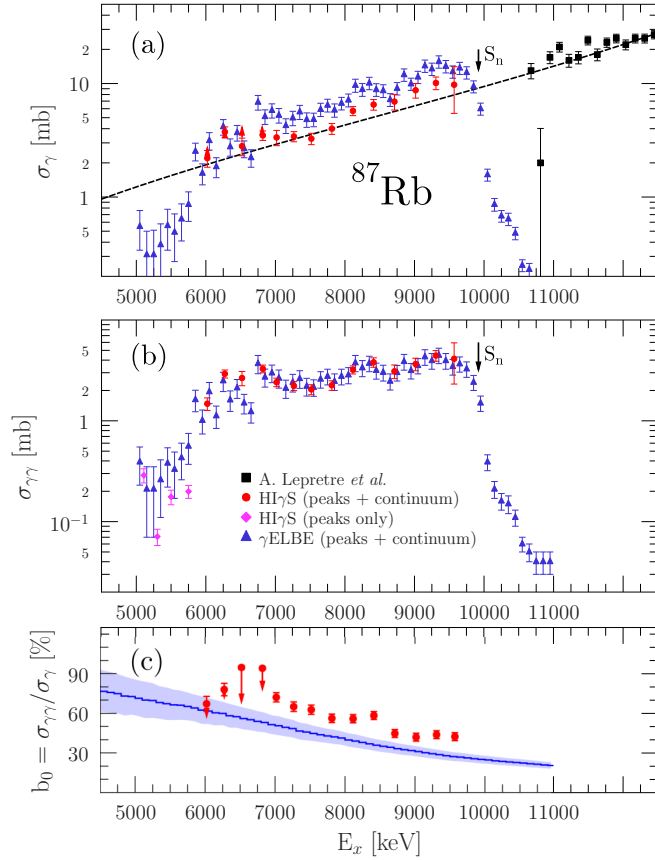 (a)
S_n
σ_γ [mb]
2
10
5
2
1
5
2
⁸⁷Rb
5000 6000 7000 8000 9000 10000 11000
(b)
S_n
σ_γγ [mb]
5
2
1
5
2
10⁻¹
5
A. Lepretre et al.
HIγS (peaks + continuum)
HIγS (peaks only)
γELBE (peaks + continuum)
5000 6000 7000 8000 9000 10000 11000
(c)
b₀ = σ_γγ/σ_γ [%]
90
60
30
5000 6000 7000 8000 9000 10000 11000
E_x [keV]